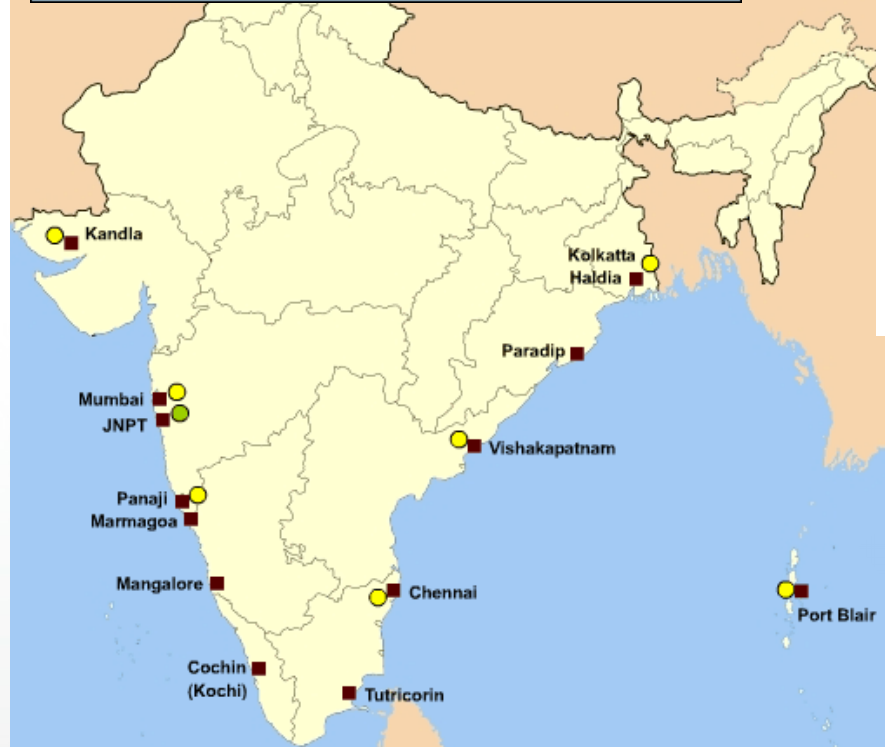 Kandla
Kolkatta
Haldia
Paradip
Mumbai
JNPT
Vishakapatnam
Panaji
Marmagoa
Mangalore
Chennai
Port Blair
Cochin
(Kochi)
Tutricorin